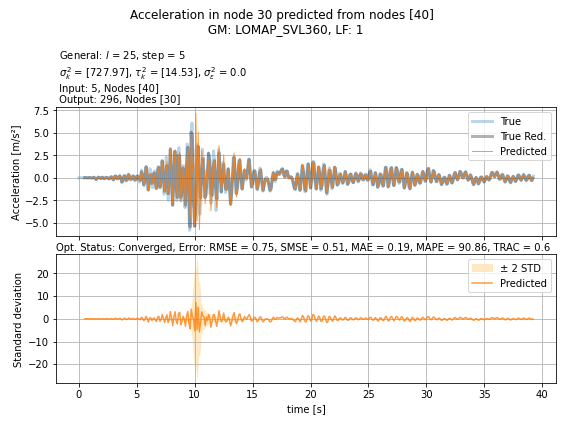 Acceleration in node 30 predicted from nodes [40]
GM: LOMAP_SVL360, LF: 1
General: l = 25, step = 5
σ²ₖ = [727.97], τ²ₖ = [14.53], σ²ε = 0.0
Input: 5, Nodes [40]
Output: 296, Nodes [30]
Acceleration [m/s²]
7.5
5.0
2.5
0.0
−2.5
−5.0
True
True Red.
Predicted
Opt. Status: Converged, Error: RMSE = 0.75, SMSE = 0.51, MAE = 0.19, MAPE = 90.86, TRAC = 0.6
Standard deviation
20
10
0
−10
−20
± 2 STD
Predicted
0 5 10 15 20 25 30 35 40
time [s]